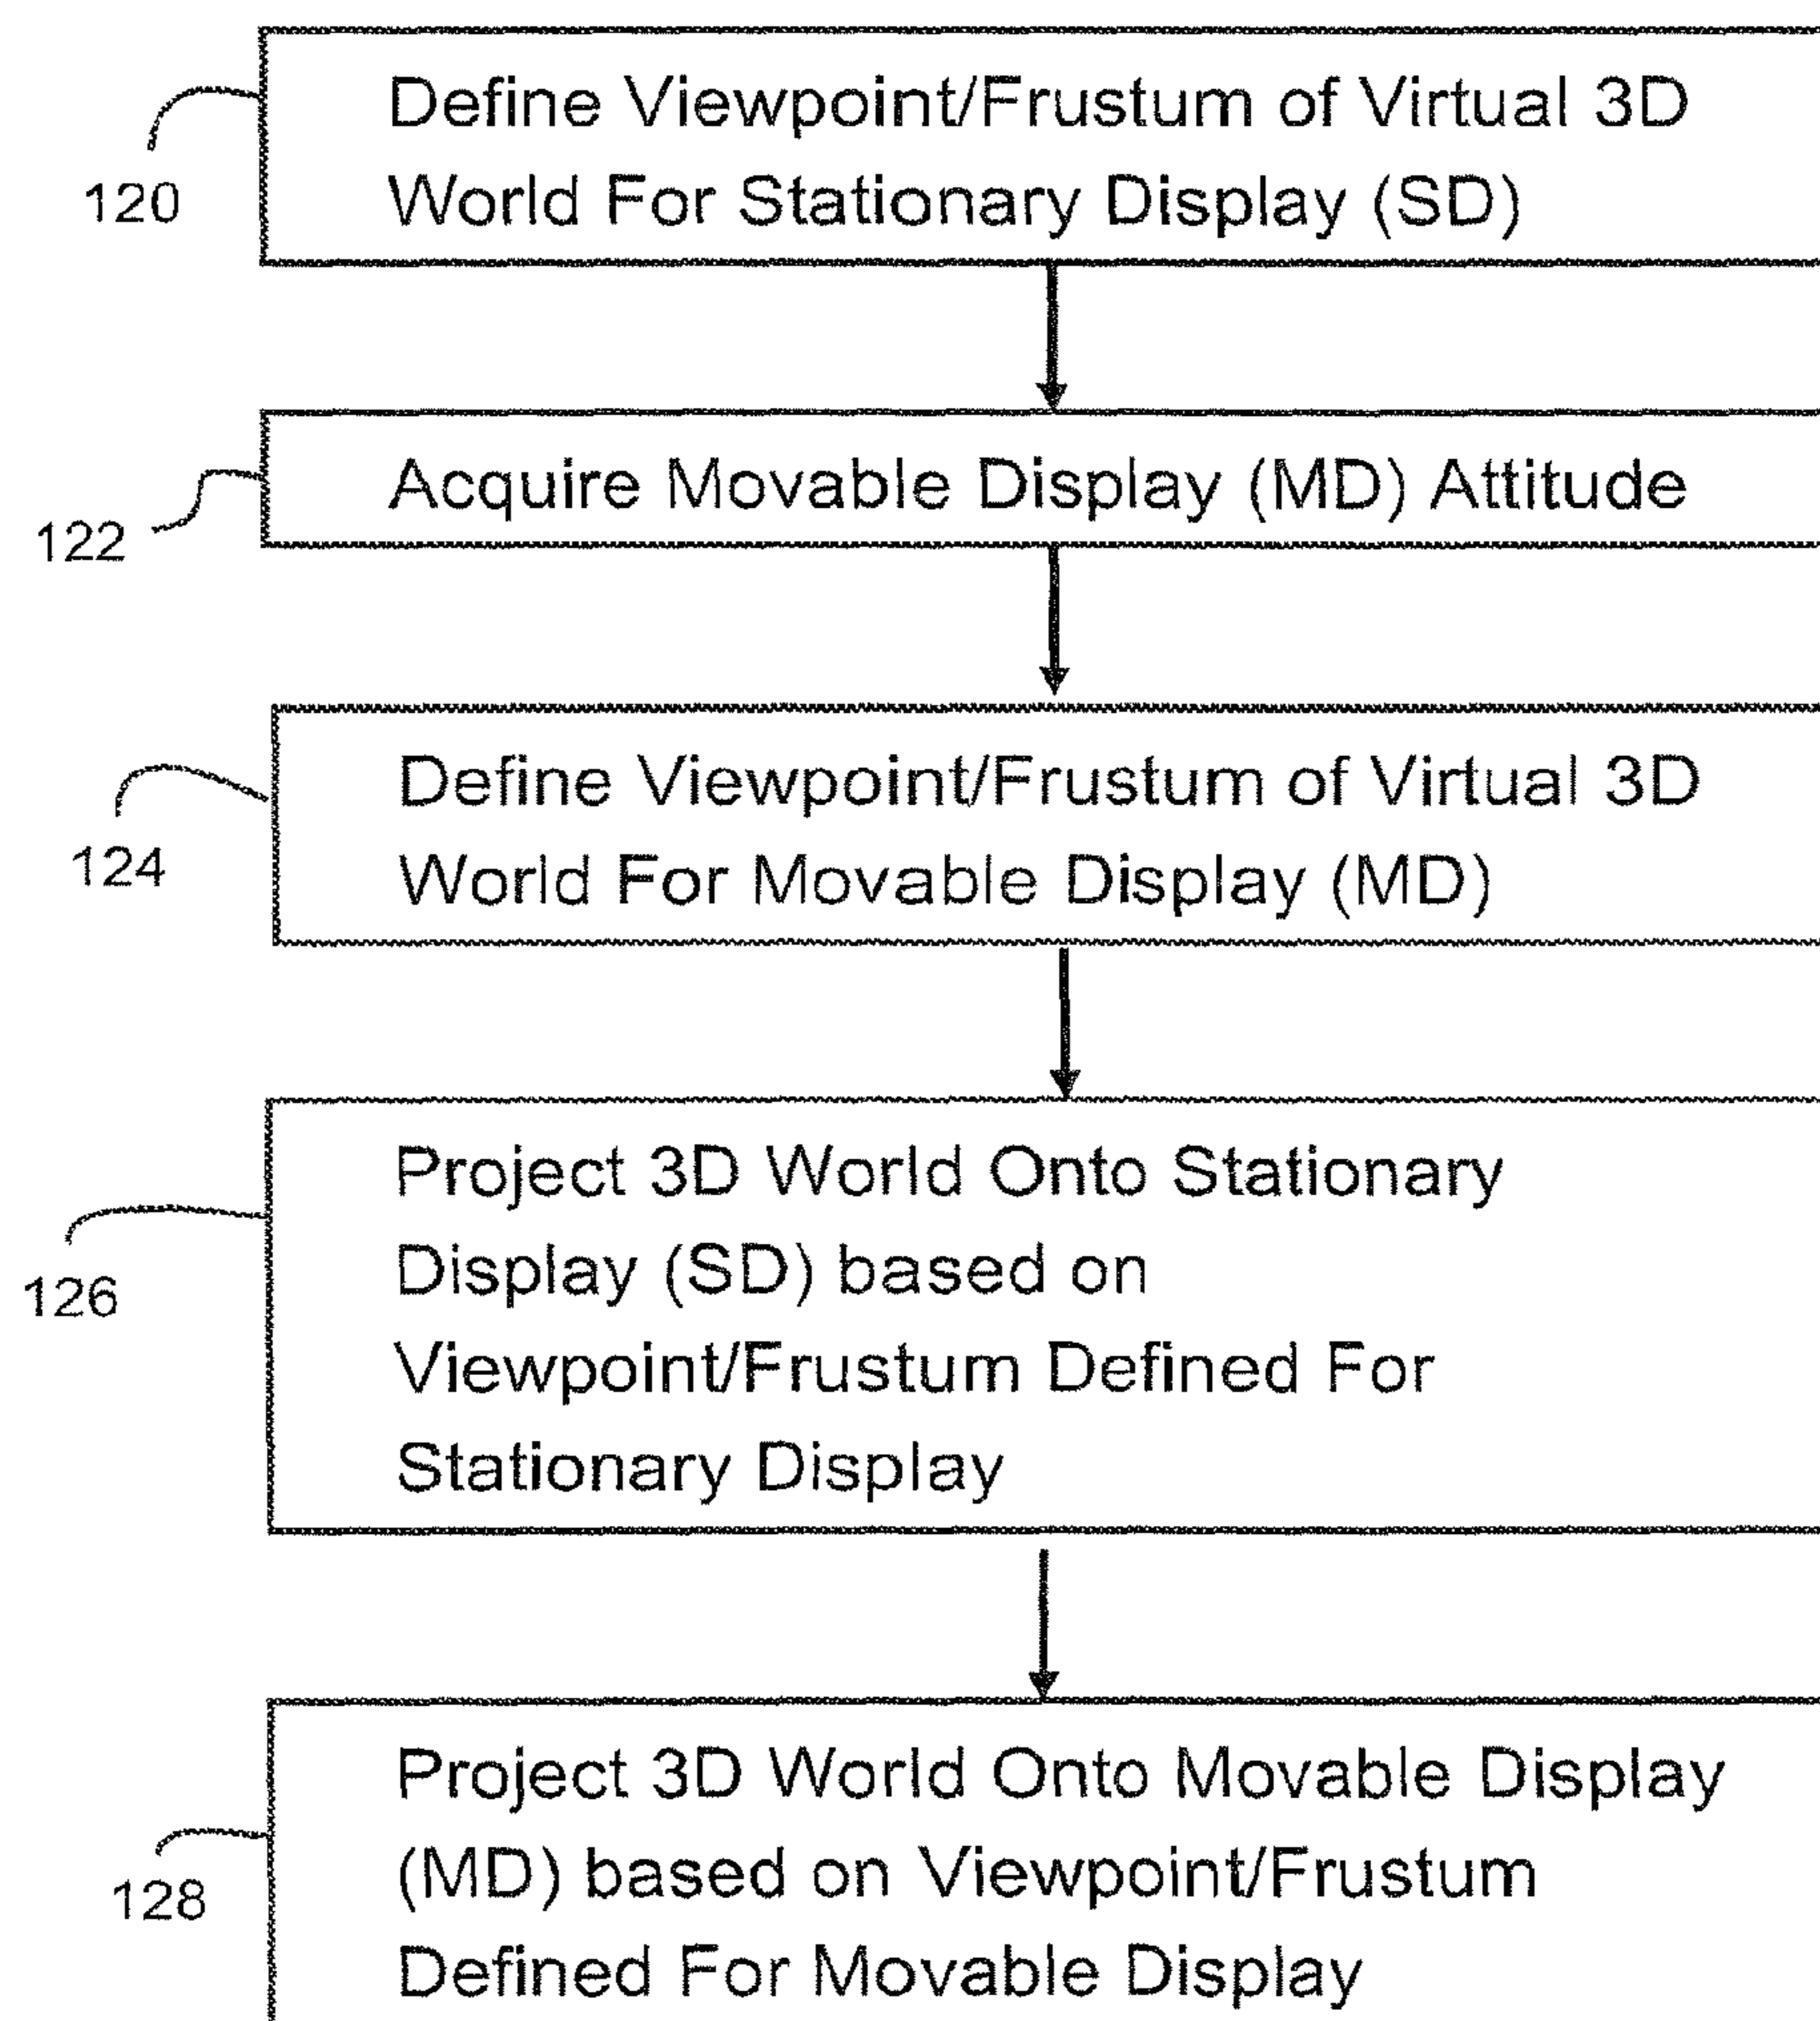 Define Viewpoint/Frustum of Virtual 3D
World For Stationary Display (SD)
120
Acquire Movable Display (MD) Attitude
122
Define Viewpoint/Frustum of Virtual 3D
World For Movable Display (MD)
124
Project 3D World Onto Stationary
Display (SD) based on
Viewpoint/Frustum Defined For
Stationary Display
126
Project 3D World Onto Movable Display
(MD) based on Viewpoint/Frustum
Defined For Movable Display
128